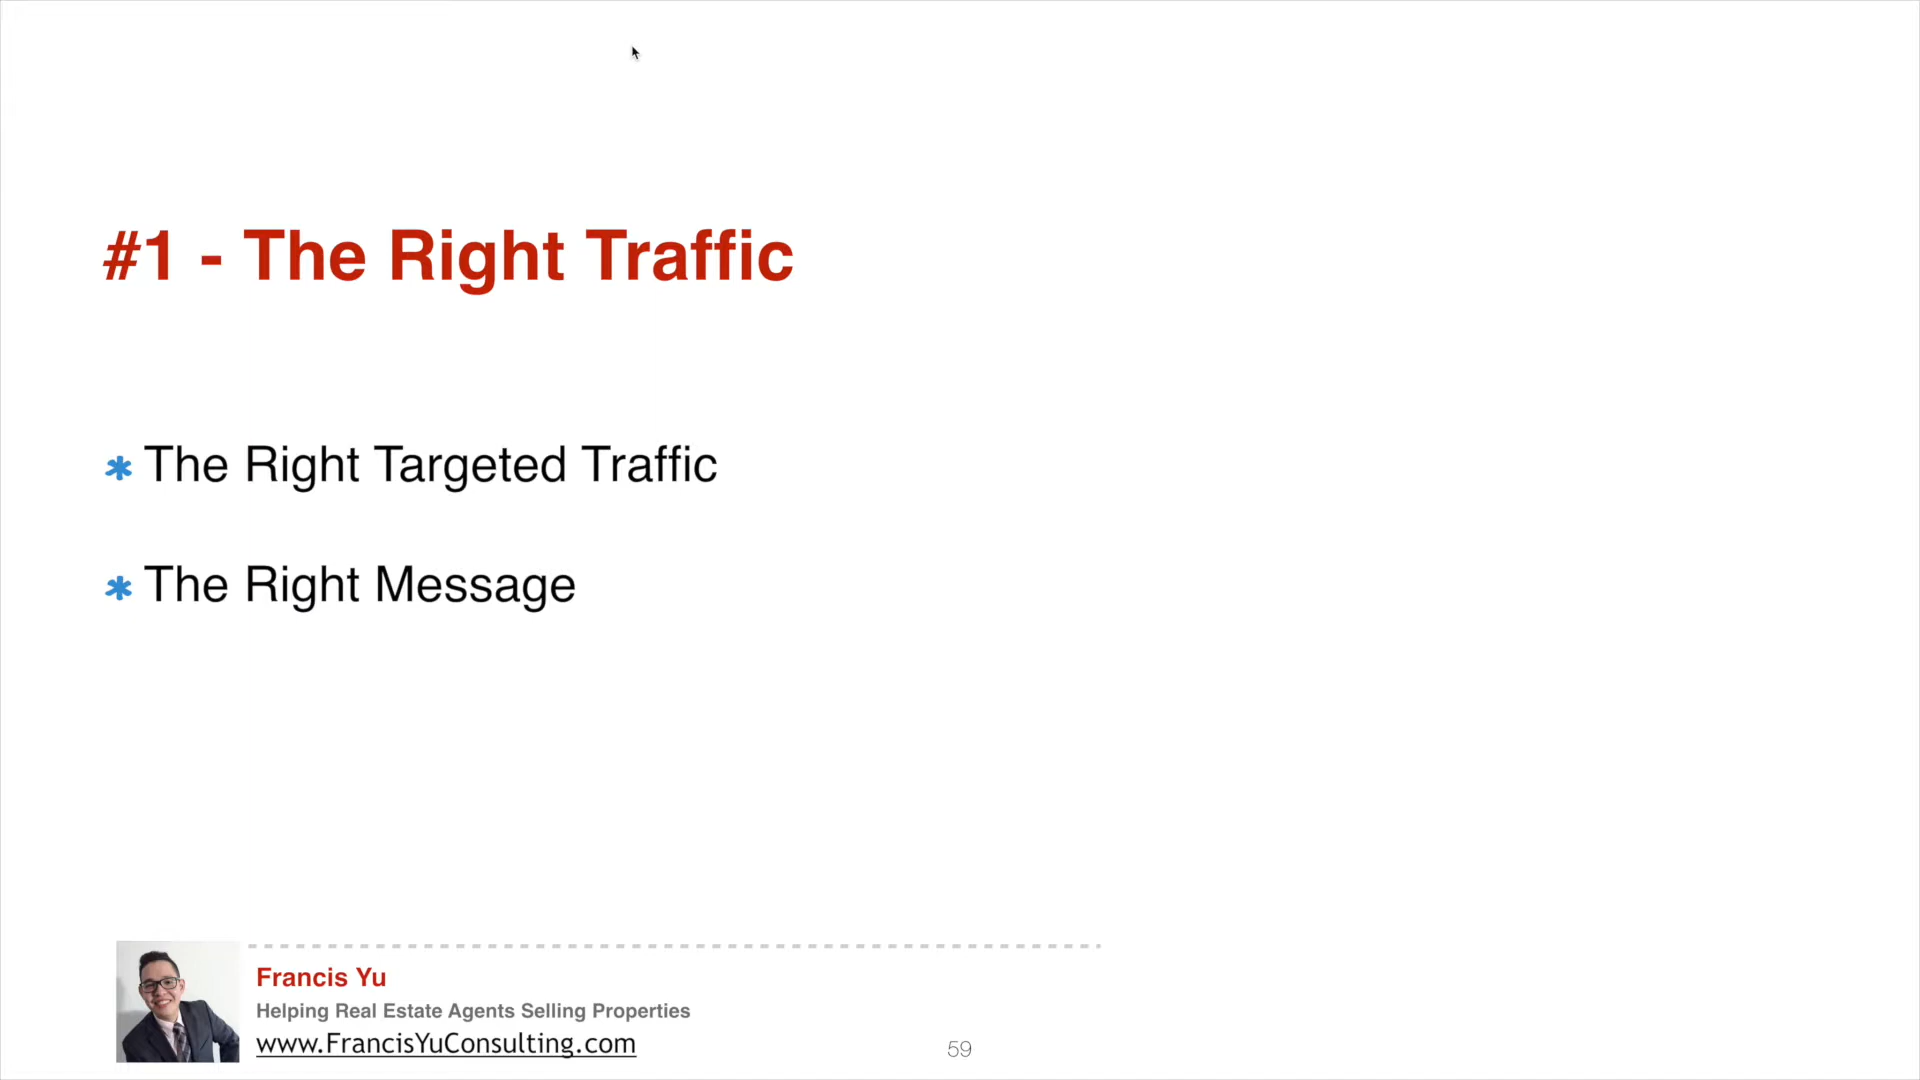 #1 - The Right Traffic
* The Right Targeted Traffic
* The Right Message
Francis Yu
Helping Real Estate Agents Selling Properties
www.FrancisYuConsulting.com
59